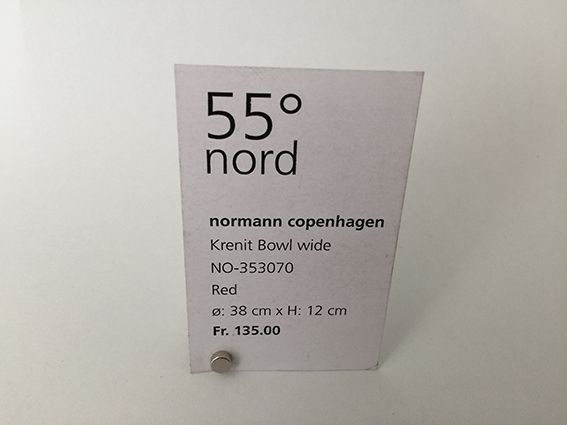 55°
nord
normann copenhagen
Krenit Bowl wide
NO-353070
Red
ø: 38 cm x H: 12 cm
Fr. 135.00